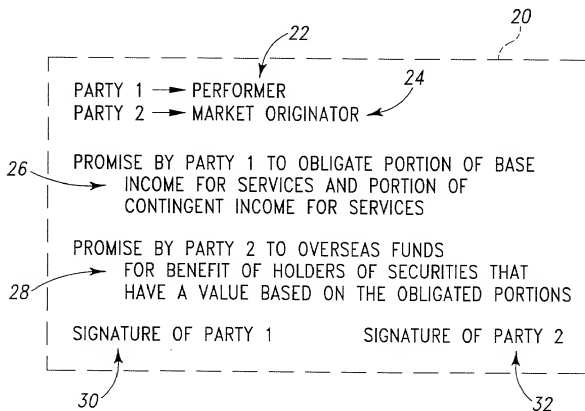 20
22
PARTY 1 → PERFORMER
24
PARTY 2 → MARKET ORIGINATOR
PROMISE BY PARTY 1 TO OBLIGATE PORTION OF BASE
26
INCOME FOR SERVICES AND PORTION OF
CONTINGENT INCOME FOR SERVICES
PROMISE BY PARTY 2 TO OVERSEAS FUNDS
FOR BENEFIT OF HOLDERS OF SECURITIES THAT
28
HAVE A VALUE BASED ON THE OBLIGATED PORTIONS
SIGNATURE OF PARTY 1 SIGNATURE OF PARTY 2
30 32